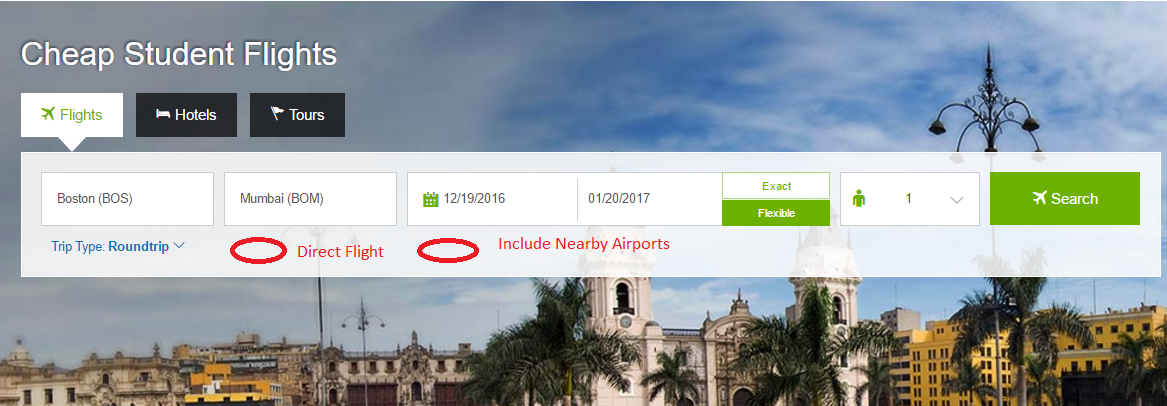 Cheap Student Flights
Flights
Hotels
Tours
Boston (BOS)
Mumbai (BOM)
12/19/2016
01/20/2017
Exact
Flexible
1
Search
Trip Type: Roundtrip
Direct Flight
Include Nearby Airports